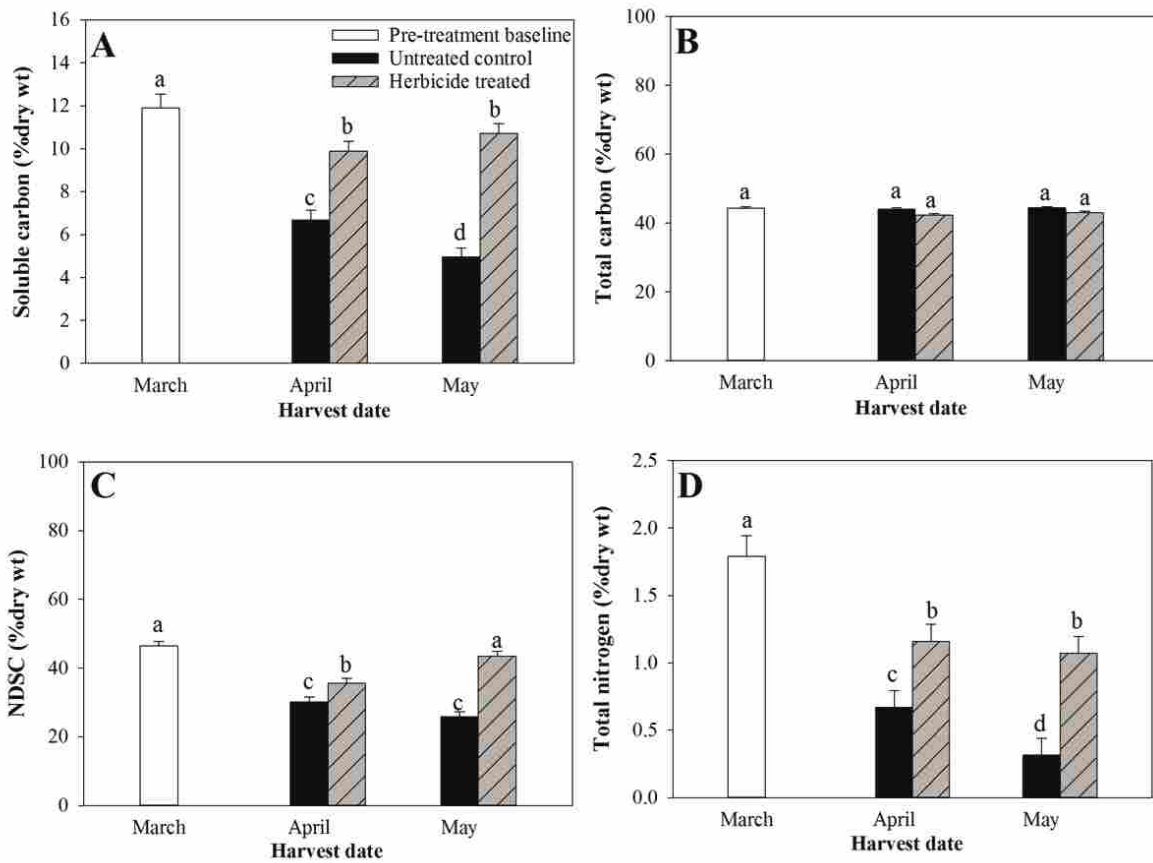 A
Pre-treatment baseline
Untreated control
Herbicide treated
Soluble carbon (%dry wt)
16
14
12
10
8
6
4
2
0
a
c
b
d
b
March
April
May
Harvest date
B
Total carbon (%dry wt)
100
80
60
40
20
0
a
a
a
a
a
March
April
May
Harvest date
C
NDSC (%dry wt)
100
80
60
40
20
0
a
c
b
c
a
March
April
May
Harvest date
D
Total nitrogen (%dry wt)
2.5
2.0
1.5
1.0
0.5
0.0
a
c
b
d
b
March
April
May
Harvest date